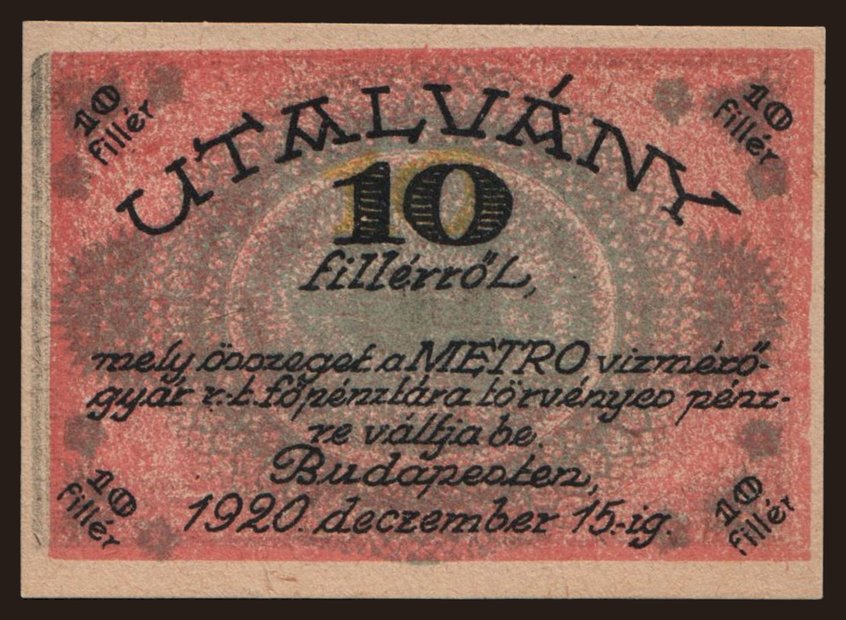 10 fillér
10 fillér
UTALVÁNY
10
fillérről,
mely összeget a METRO vizmérő-
gyár r.t. főpénztára törvényes pénz-
re váltja be.
Budapesten,
1920. deczember 15.-ig.
10 fillér
10 fillér